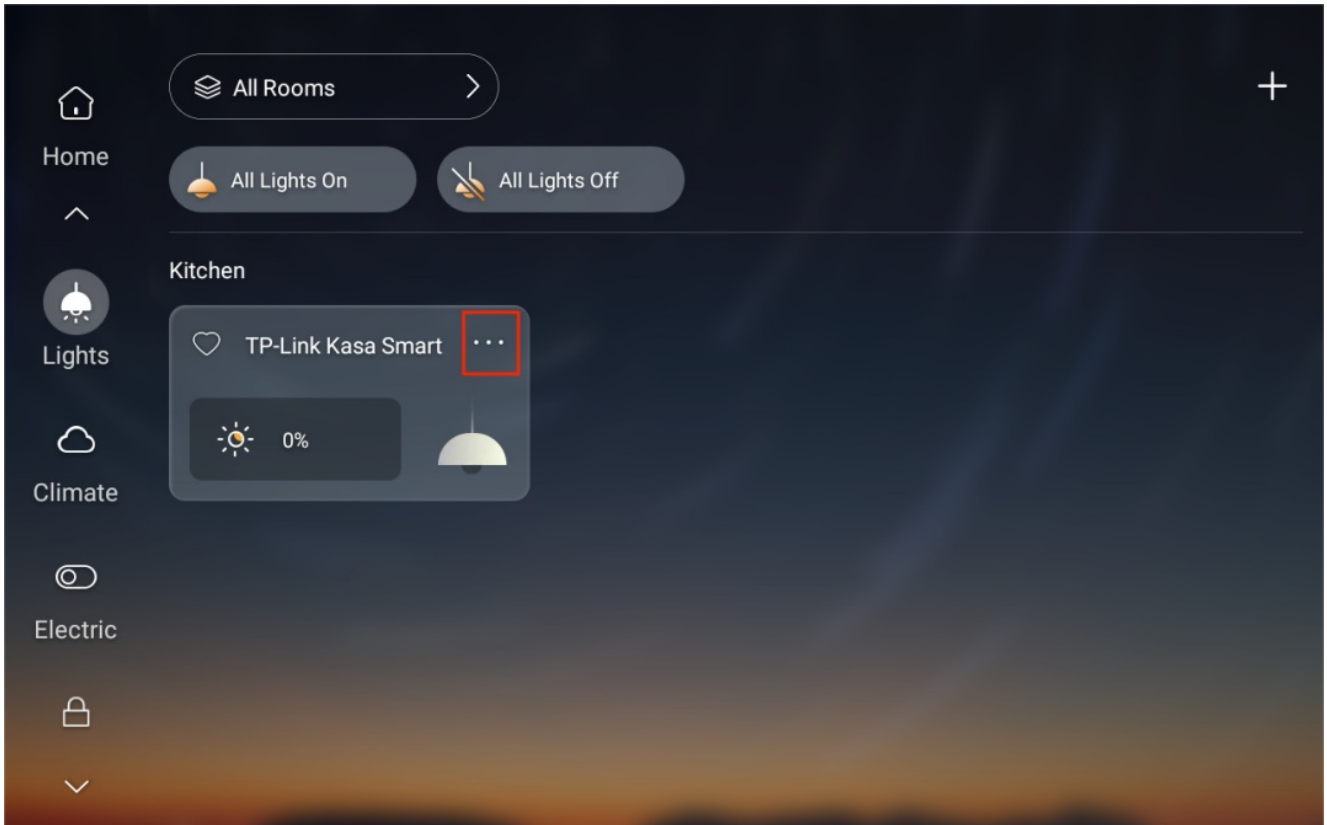 All Rooms
Home
All Lights On
All Lights Off
Kitchen
Lights
TP-Link Kasa Smart
0%
Climate
Electric